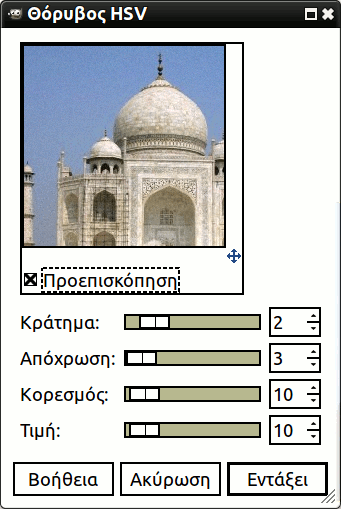 Θόρυβος HSV
Προεπισκόπηση
Κράτημα: 2
Απόχρωση: 3
Κορεσμός: 10
Τιμή: 10
Βοήθεια Ακύρωση Εντάξει